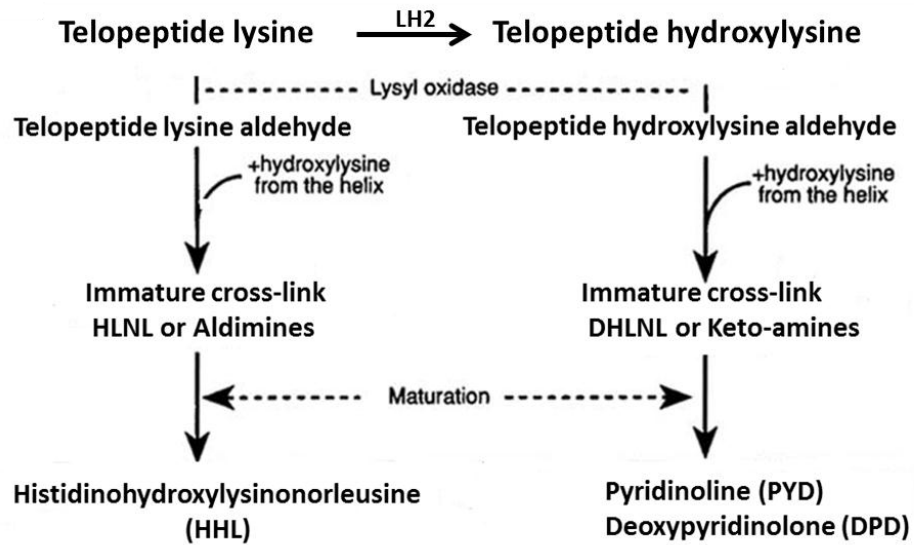 LH2
Telopeptide lysine
Telopeptide hydroxylysine
Lysyl oxidase
Telopeptide lysine aldehyde
Telopeptide hydroxylysine aldehyde
+hydroxylysine
from the helix
+hydroxylysine
from the helix
Immature cross-link
HLNL or Aldimines
Immature cross-link
DHLNL or Keto-amines
Maturation
Histidinohydroxylysinonorleusine
(HHL)
Pyridinoline (PYD)
Deoxypyridinolone (DPD)